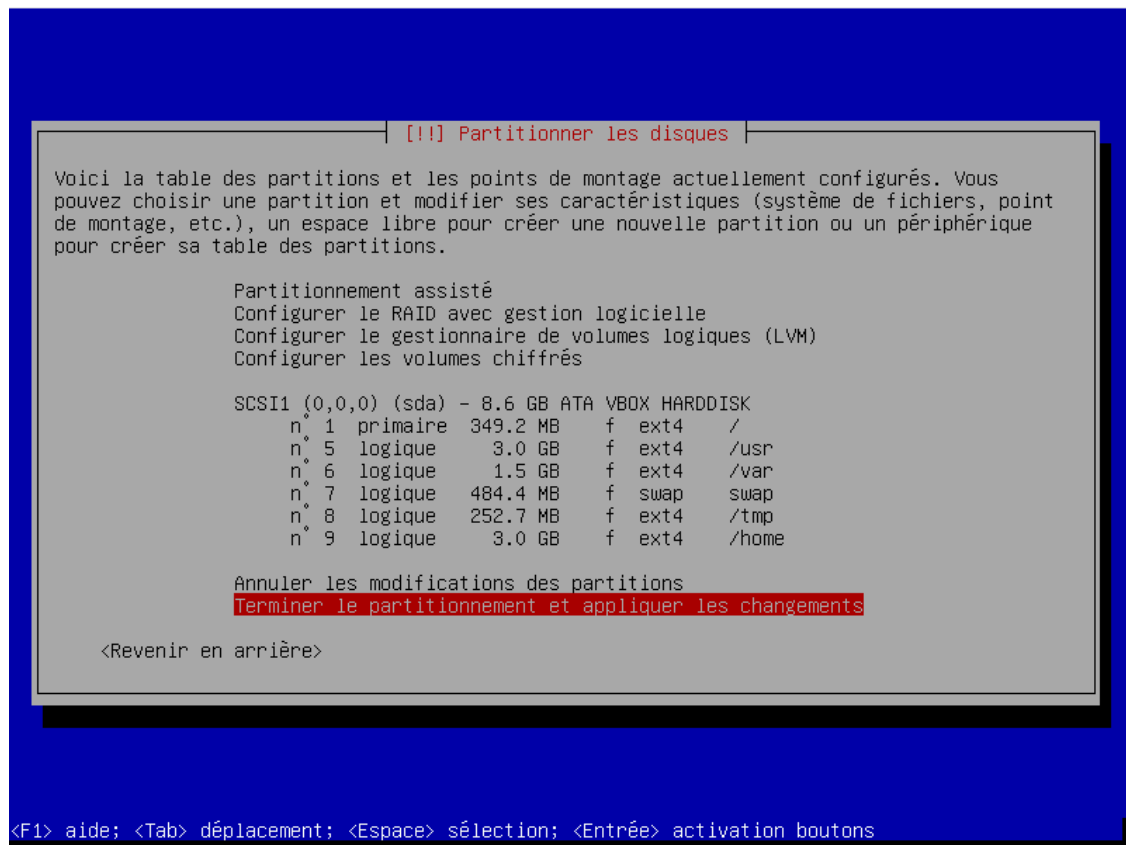 [!!] Partitionner les disques
Voici la table des partitions et les points de montage actuellement configurés. Vous
pouvez choisir une partition et modifier ses caractéristiques (système de fichiers, point
de montage, etc.), un espace libre pour créer une nouvelle partition ou un périphérique
pour créer sa table des partitions.
Partitionnement assisté
Configurer le RAID avec gestion logicielle
Configurer le gestionnaire de volumes logiques (LVM)
Configurer les volumes chiffrés
SCSI1 (0,0,0) (sda) – 8.6 GB ATA VBOX HARDDISK
n° 1 primaire 349.2 MB f ext4 /
n° 5 logique 3.0 GB f ext4 /usr
n° 6 logique 1.5 GB f ext4 /var
n° 7 logique 484.4 MB f swap swap
n° 8 logique 252.7 MB f ext4 /tmp
n° 9 logique 3.0 GB f ext4 /home
Annuler les modifications des partitions
Terminer le partitionnement et appliquer les changements
<Revenir en arrière>
<F1> aide; <Tab> déplacement; <Espace> sélection; <Entrée> activation boutons